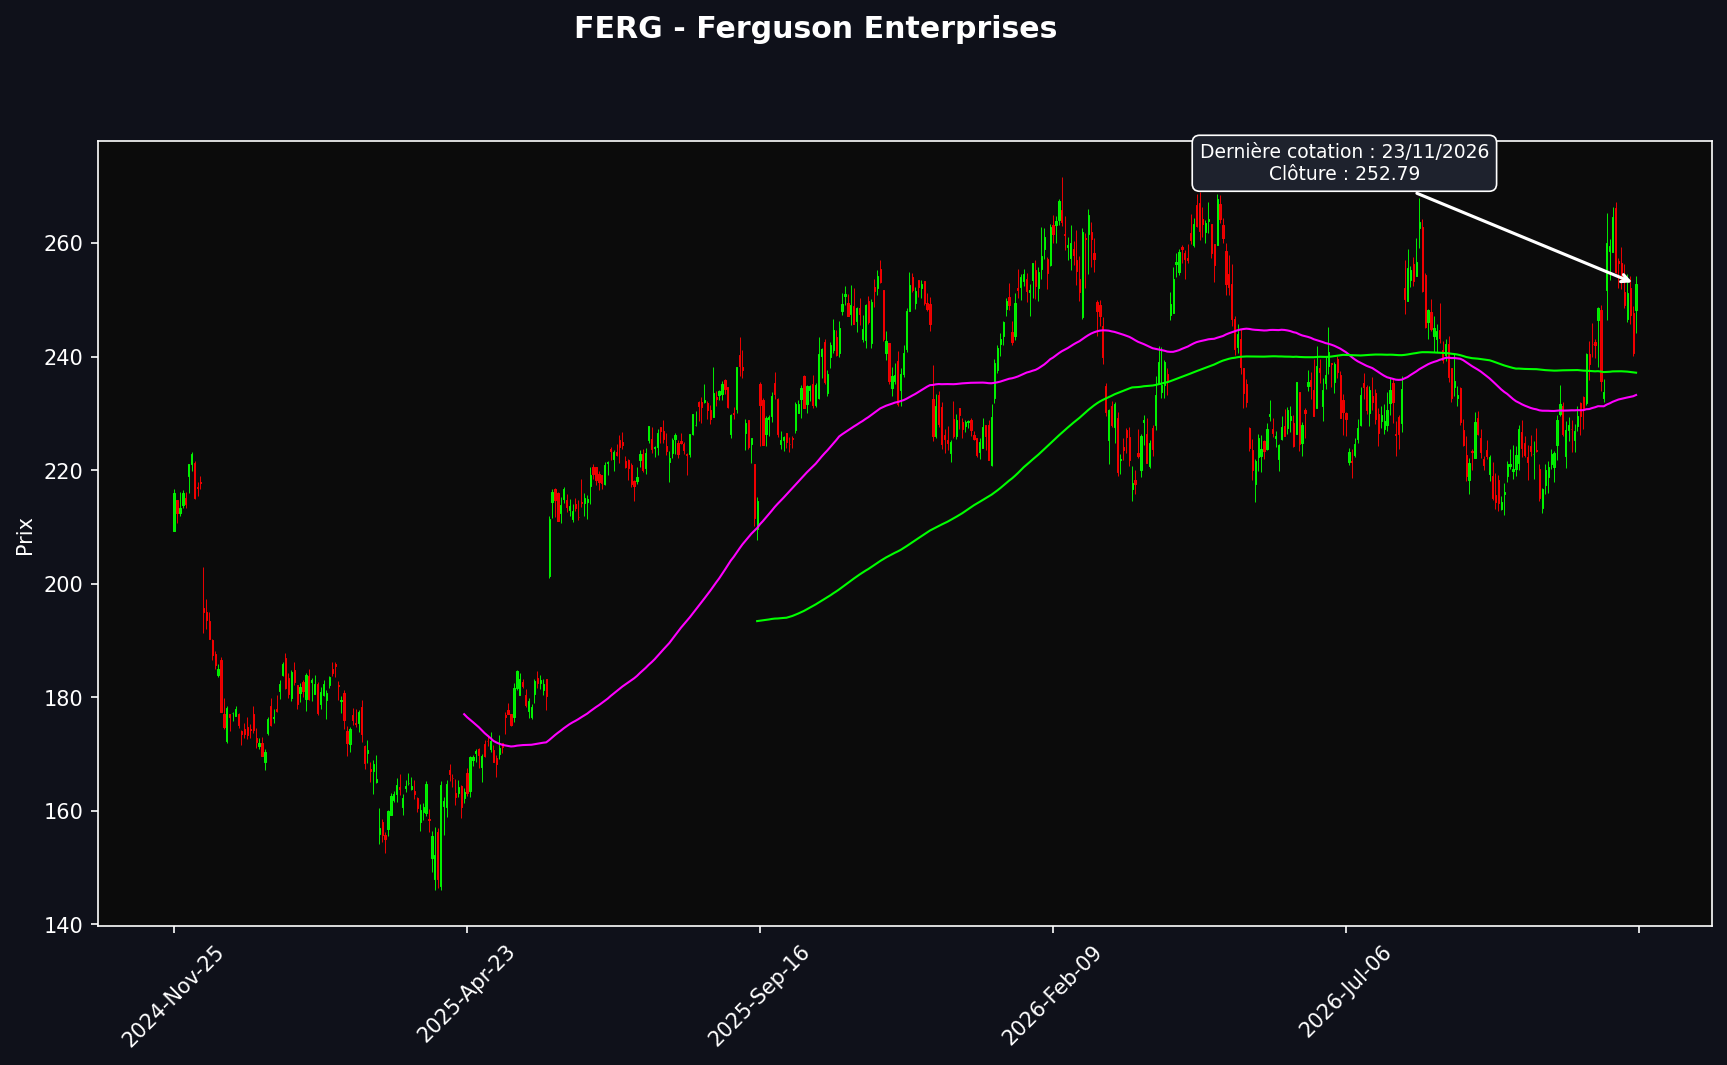 FERG - Ferguson Enterprises
Dernière cotation : 23/11/2026
Clôture : 252.79
Prix
260
240
220
200
180
160
140
2024-Nov-25
2025-Apr-23
2025-Sep-16
2026-Feb-09
2026-Jul-06